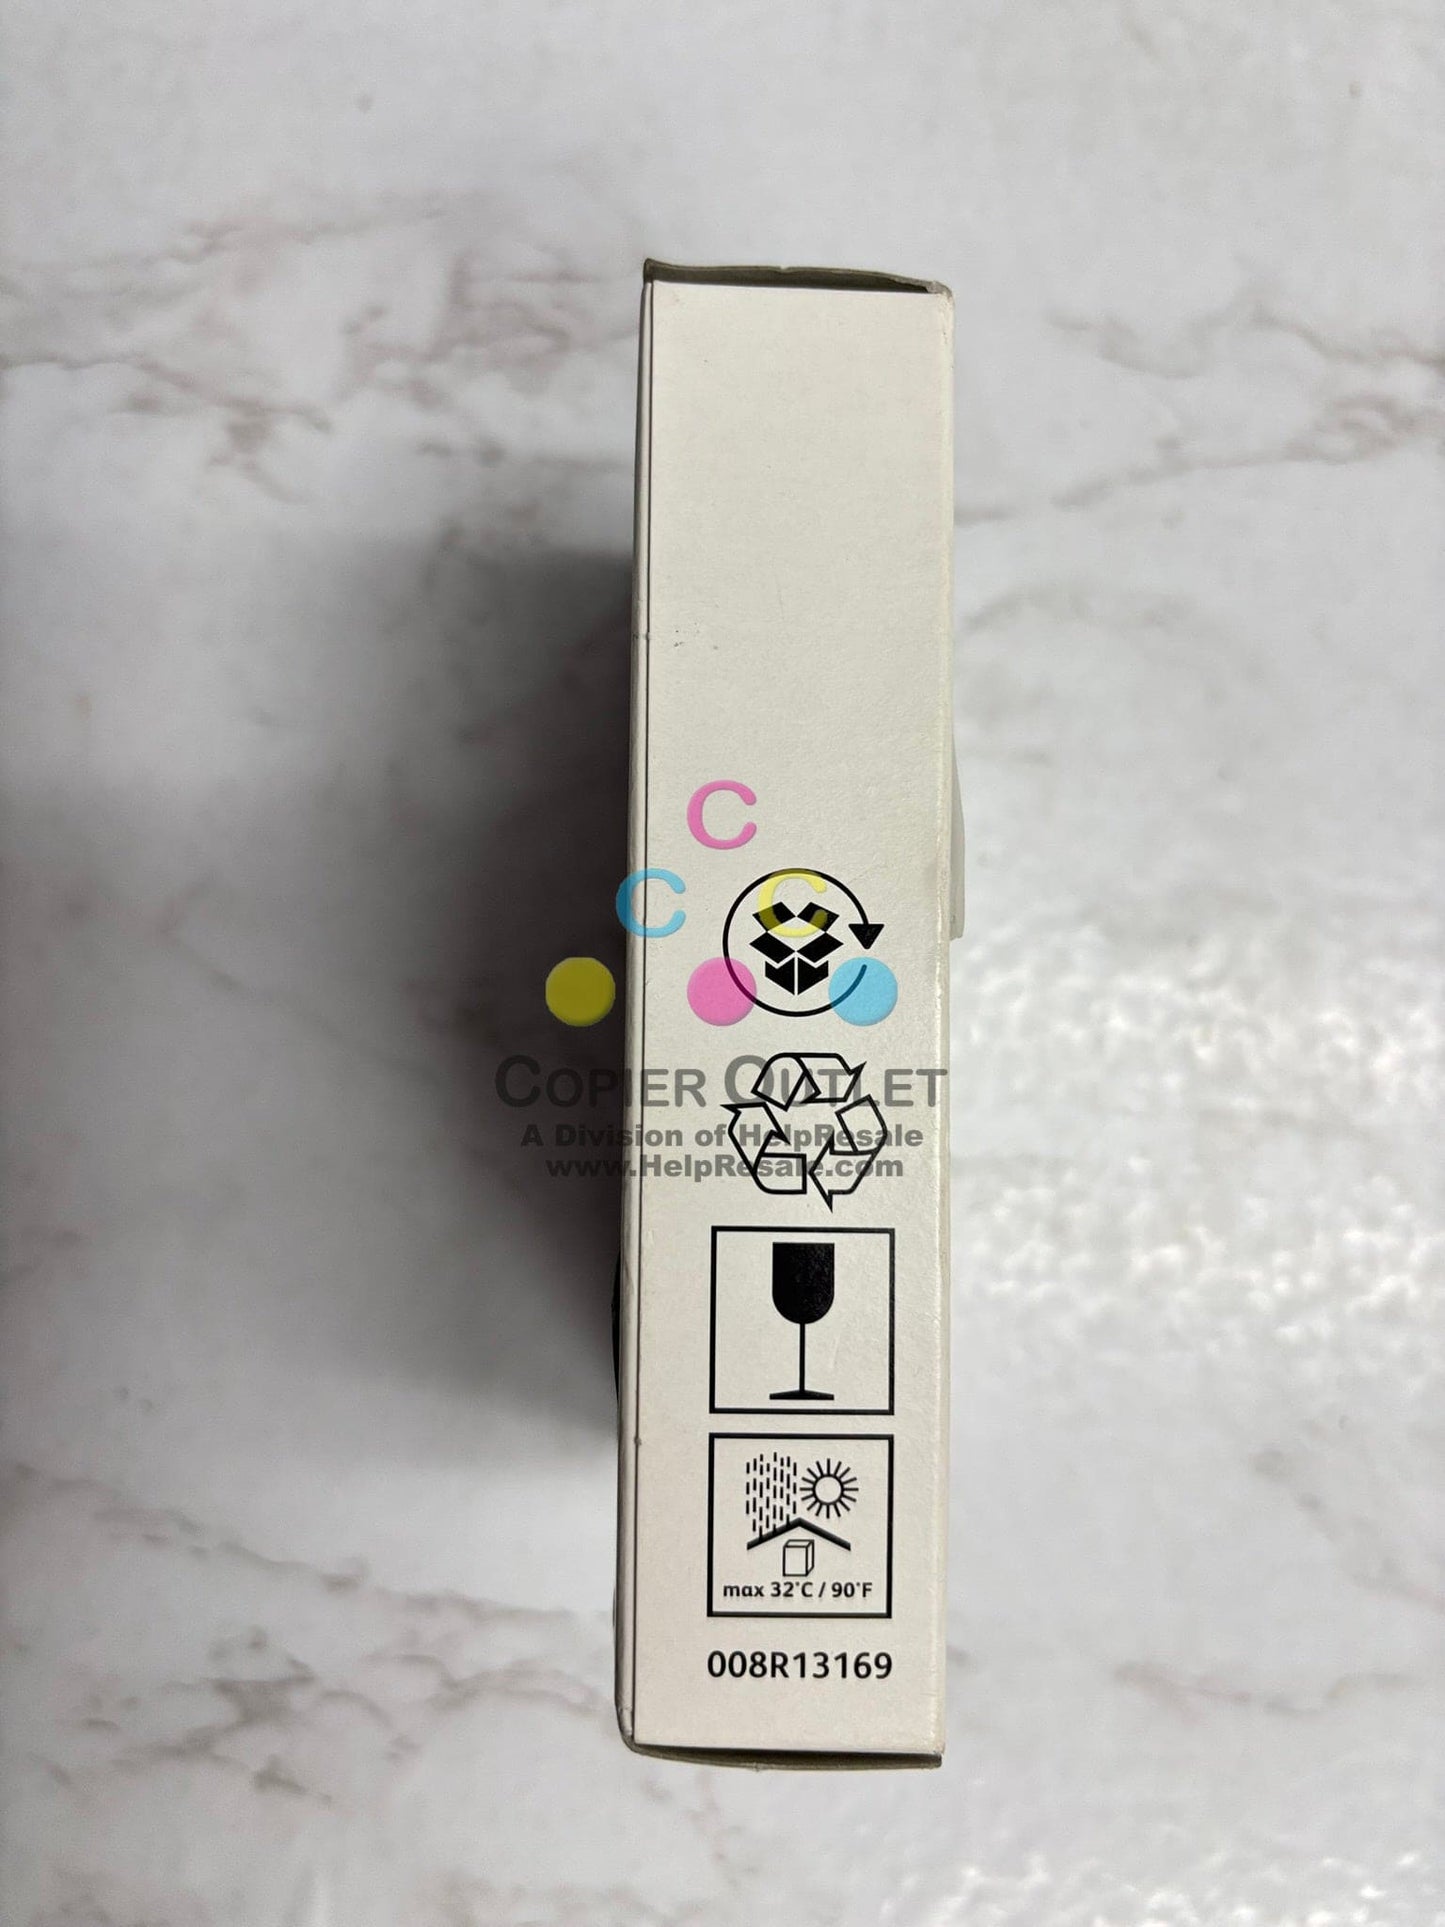 C
C C
COPIER OUTLET
A Division of HelpResale
www.HelpResale.com
max 32°C / 90°F
008R13169